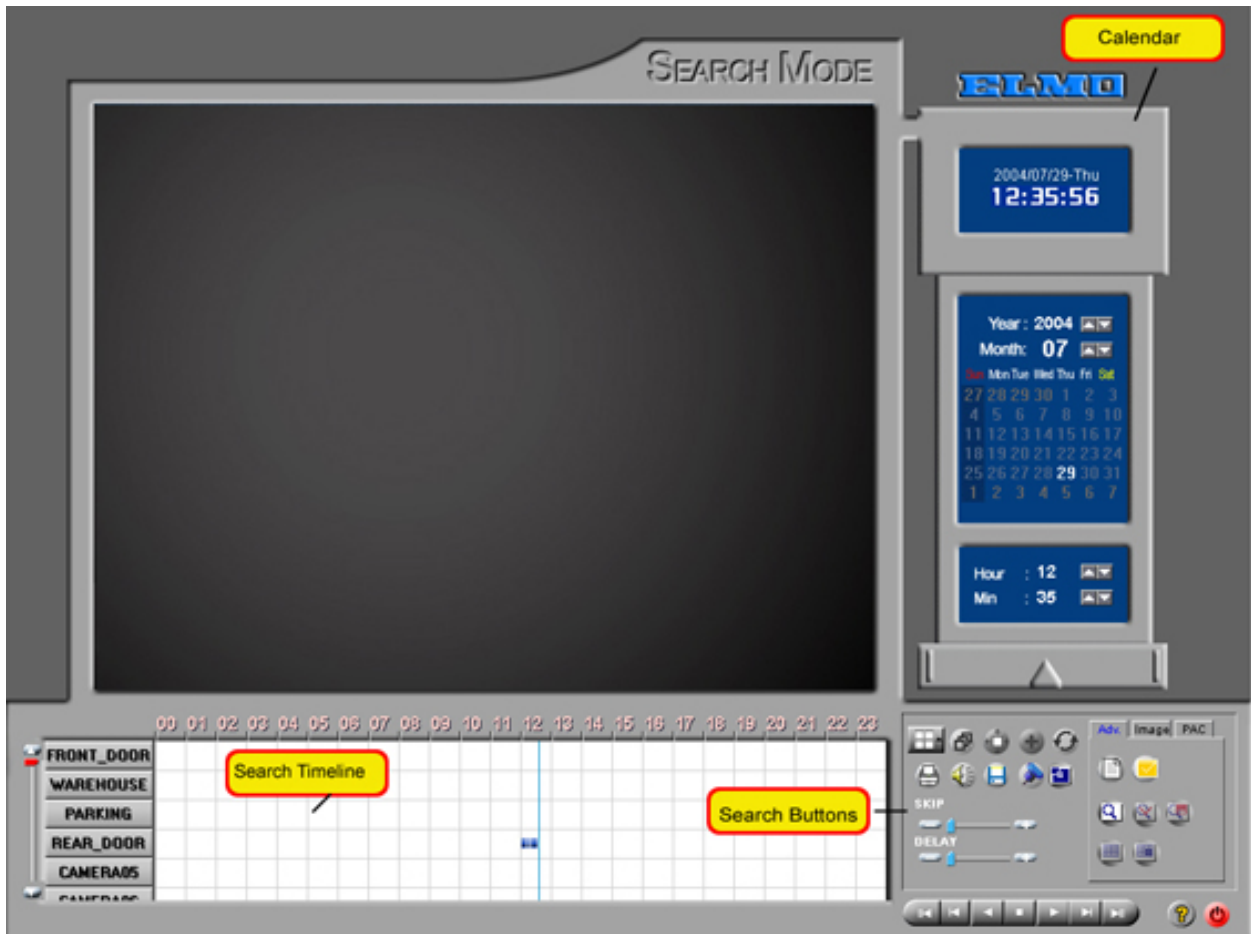 Calendar
SEARCH MODE
ELMO
2004/07/29-Thu
12:35:56
Year : 2004
Month: 07
Sun Mon Tue Wed Thu Fri Sat
27 28 29 30 1 2 3
4 5 6 7 8 9 10
11 12 13 14 15 16 17
18 19 20 21 22 23 24
25 26 27 28 29 30 31
1 2 3 4 5 6 7
Hour : 12
Min : 35
00 01 02 03 04 05 06 07 08 09 10 11 12 13 14 15 16 17 18 19 20 21 22 23
FRONT_DOOR
WAREHOUSE
PARKING
REAR_DOOR
CAMERA05
Search Timeline
Search Buttons
Adv. Image PAC
SKIP
DELAY